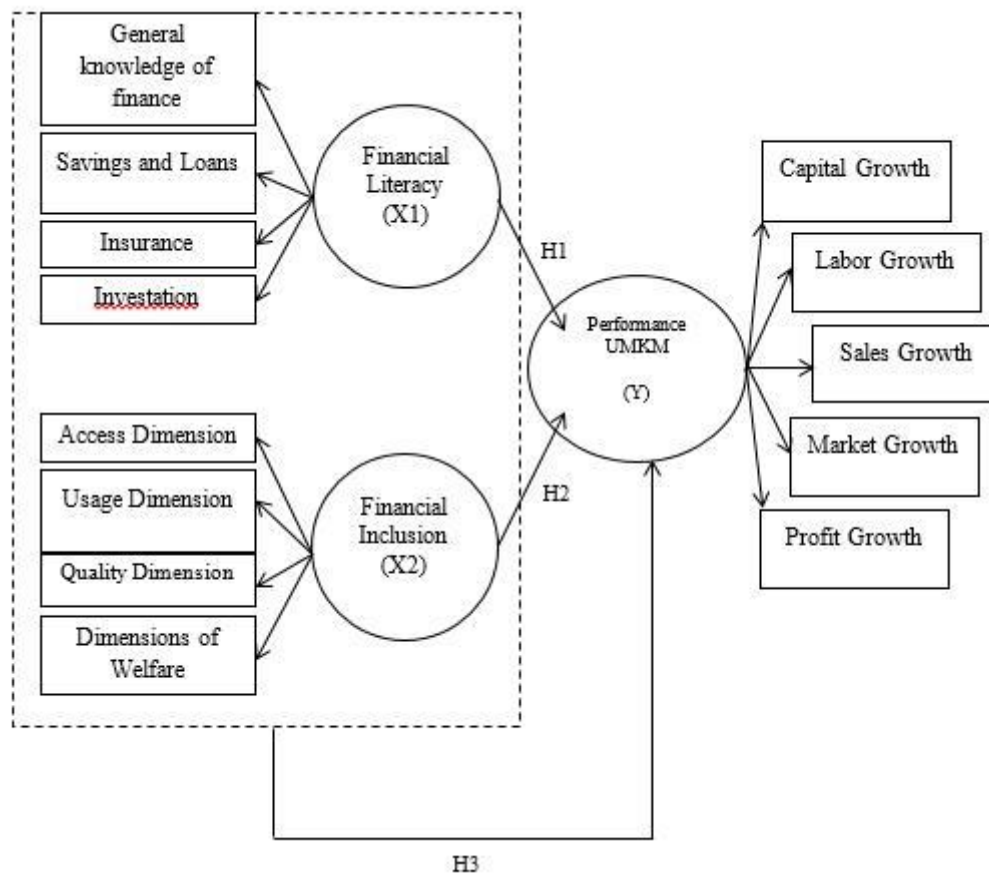 General
knowledge of
finance
Savings and Loans
Insurance
Investation
Financial
Literacy
(X1)
H1
Access Dimension
Usage Dimension
Quality Dimension
Dimensions of
Welfare
Financial
Inclusion
(X2)
H2
Performance
UMKM
(Y)
Capital Growth
Labor Growth
Sales Growth
Market Growth
Profit Growth
H3